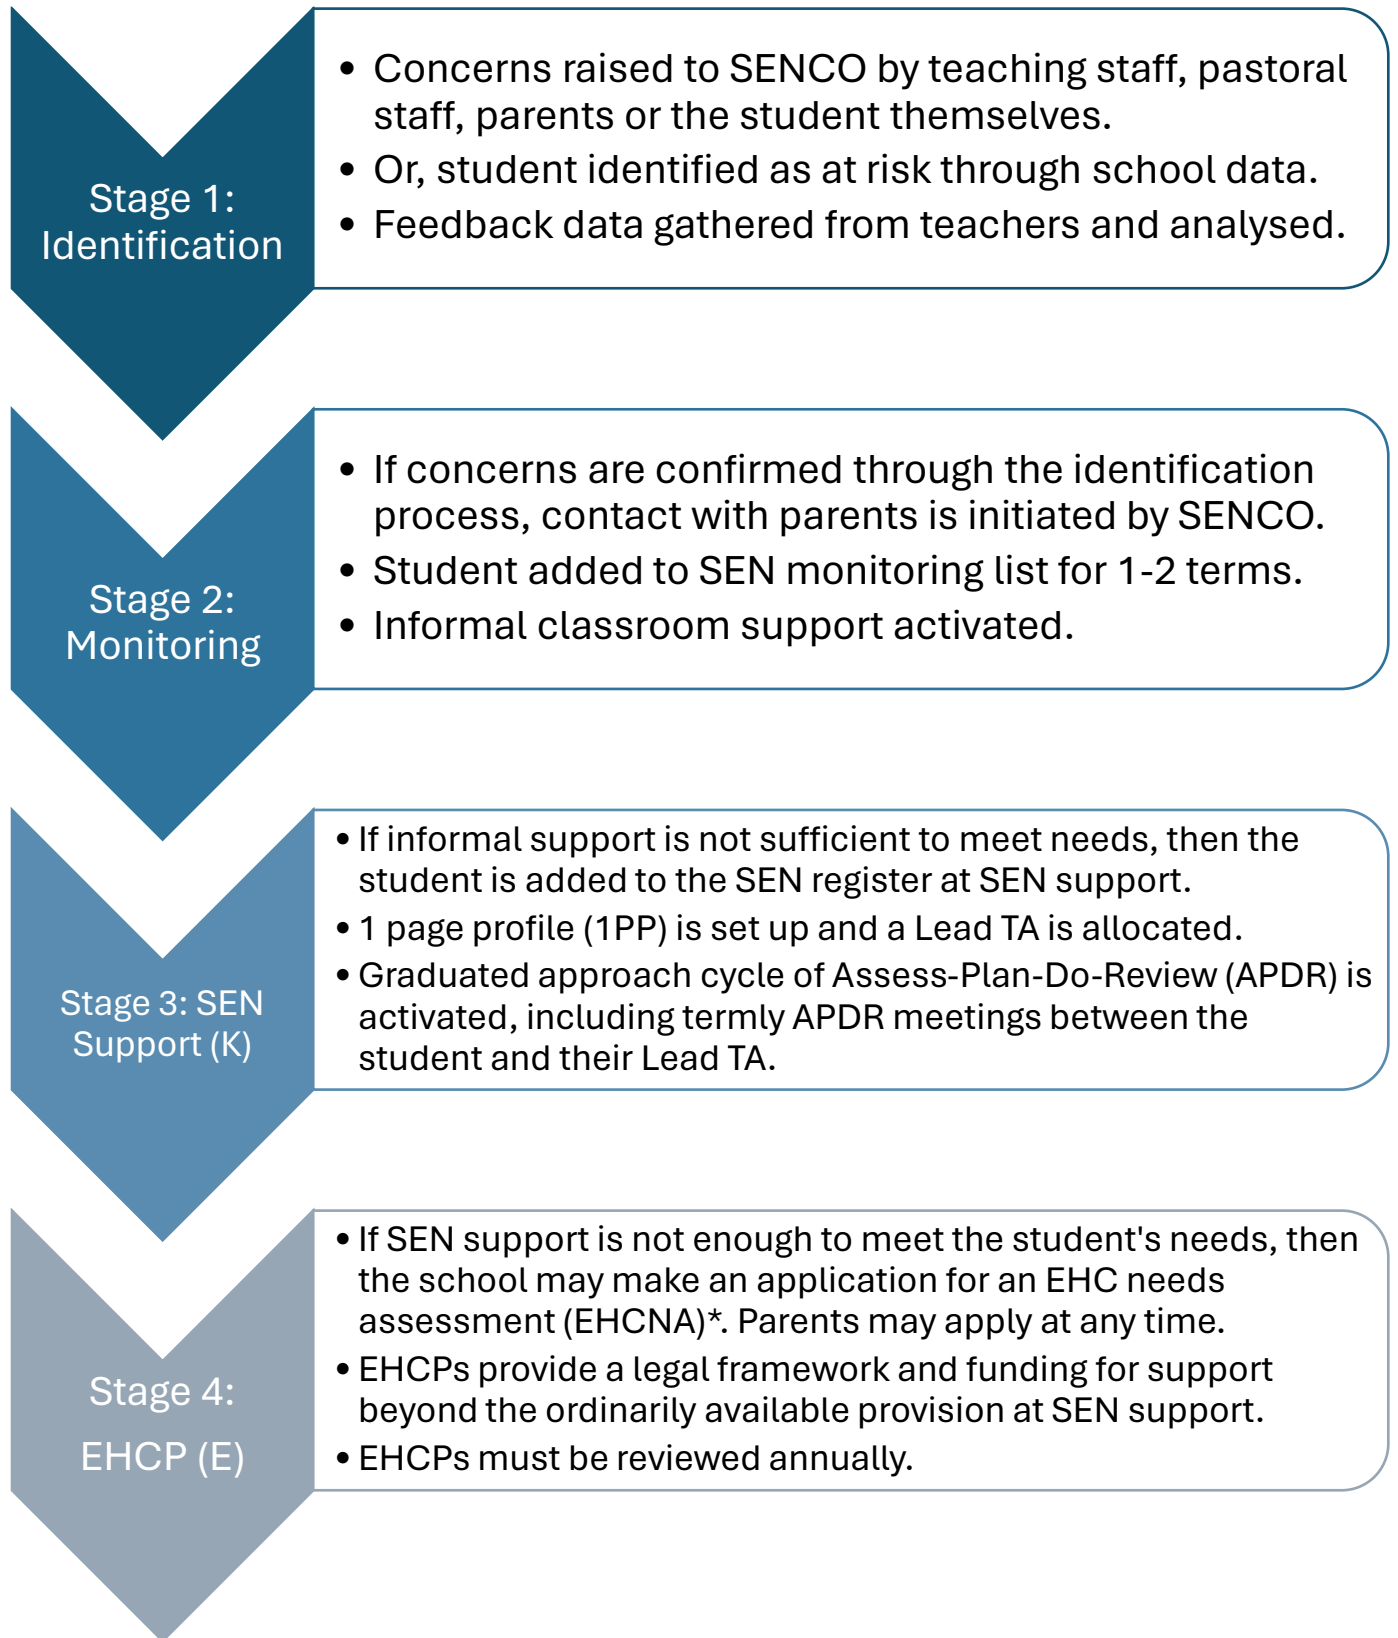 Stage 1:
Identification
• Concerns raised to SENCO by teaching staff, pastoral
staff, parents or the student themselves.
• Or, student identified as at risk through school data.
• Feedback data gathered from teachers and analysed.
Stage 2:
Monitoring
• If concerns are confirmed through the identification
process, contact with parents is initiated by SENCO.
• Student added to SEN monitoring list for 1-2 terms.
• Informal classroom support activated.
Stage 3: SEN
Support (K)
• If informal support is not sufficient to meet needs, then the
student is added to the SEN register at SEN support.
• 1 page profile (1PP) is set up and a Lead TA is allocated.
• Graduated approach cycle of Assess-Plan-Do-Review (APDR) is
activated, including termly APDR meetings between the
student and their Lead TA.
Stage 4:
EHCP (E)
• If SEN support is not enough to meet the student's needs, then
the school may make an application for an EHC needs
assessment (EHCNA)*. Parents may apply at any time.
• EHCPs provide a legal framework and funding for support
beyond the ordinarily available provision at SEN support.
• EHCPs must be reviewed annually.